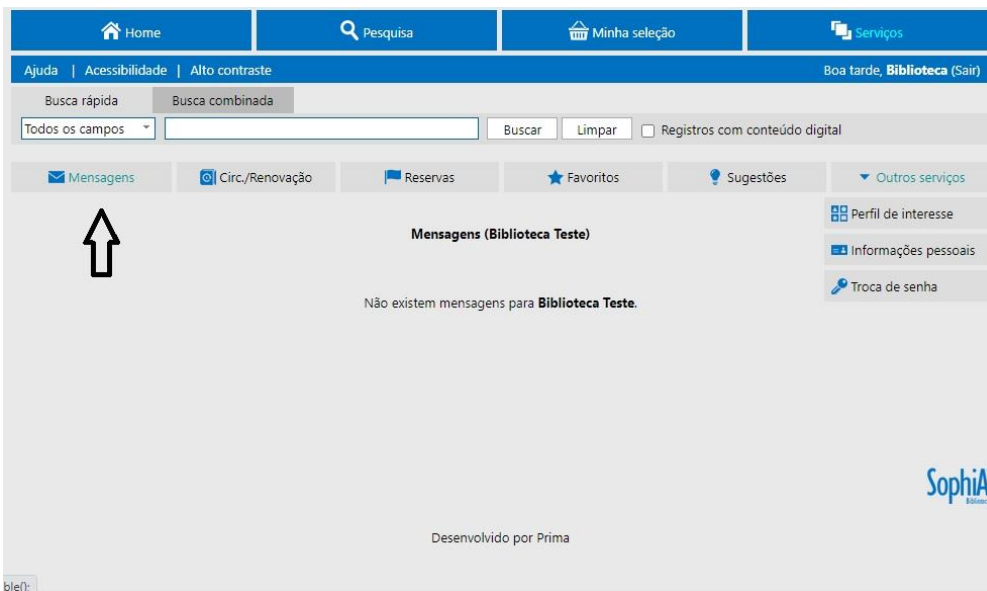 Home Pesquisa Minha seleção Serviços
Ajuda | Acessibilidade | Alto contraste Boa tarde, Biblioteca (Sair)
Busca rápida Busca combinada
Todos os campos Buscar Limpar Registros com conteúdo digital
Mensagens Circ./Renovação Reservas Favoritos Sugestões Outros serviços
Perfil de interesse
Mensagens (Biblioteca Teste)
Informações pessoais
Troca de senha
Não existem mensagens para Biblioteca Teste.
SophiA
Desenvolvido por Prima
ble();